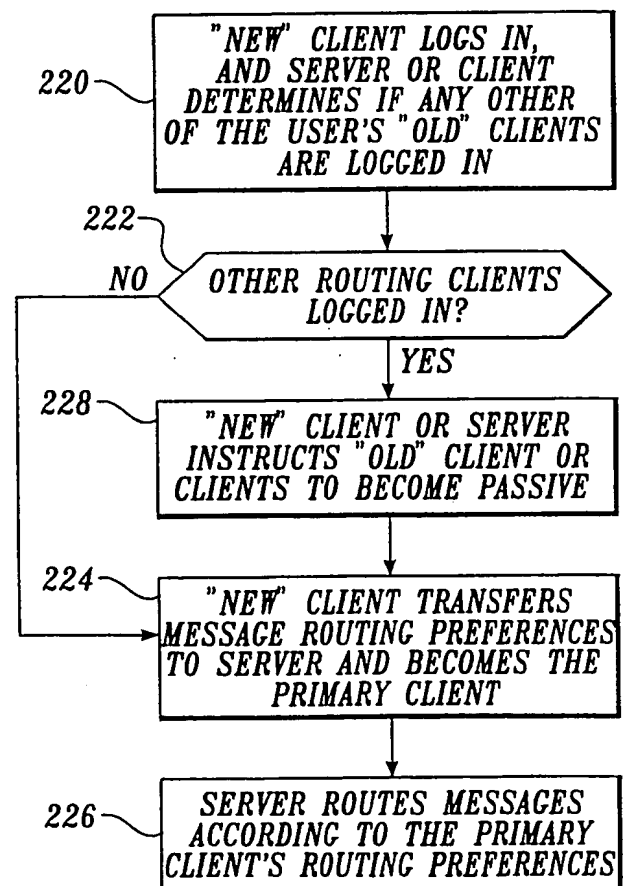 220
"NEW" CLIENT LOGS IN,
AND SERVER OR CLIENT
DETERMINES IF ANY OTHER
OF THE USER'S "OLD" CLIENTS
ARE LOGGED IN
222
NO
OTHER ROUTING CLIENTS
LOGGED IN?
YES
228
"NEW" CLIENT OR SERVER
INSTRUCTS "OLD" CLIENT OR
CLIENTS TO BECOME PASSIVE
224
"NEW" CLIENT TRANSFERS
MESSAGE ROUTING PREFERENCES
TO SERVER AND BECOMES THE
PRIMARY CLIENT
226
SERVER ROUTES MESSAGES
ACCORDING TO THE PRIMARY
CLIENT'S ROUTING PREFERENCES